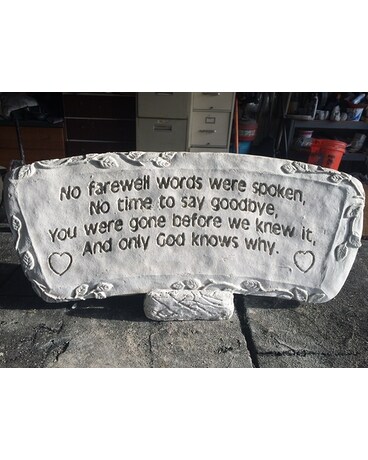 No farewell words were spoken,
No time to say goodbye,
You were gone before we knew it,
And only God knows why.